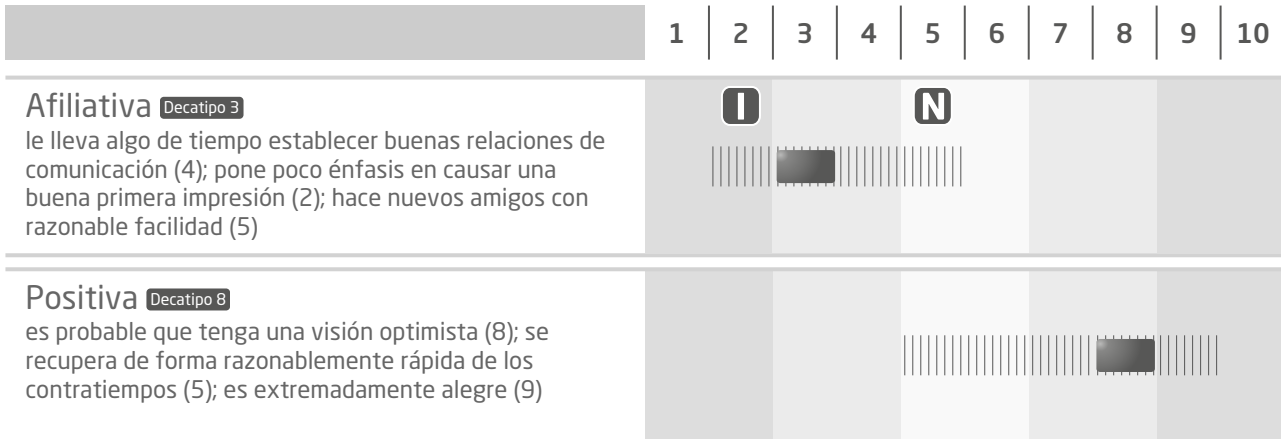 1 2 3 4 5 6 7 8 9 10
Afiliativa Decatipo 3
I N
le lleva algo de tiempo establecer buenas relaciones de
comunicación (4); pone poco énfasis en causar una
buena primera impresión (2); hace nuevos amigos con
razonable facilidad (5)
Positiva Decatipo 8
es probable que tenga una visión optimista (8); se
recupera de forma razonablemente rápida de los
contratiempos (5); es extremadamente alegre (9)